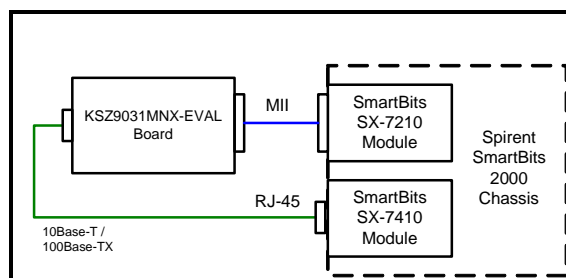 KSZ9031MNX-EVAL
Board
MII
SmartBits
SX-7210
Module
Spirent
SmartBits
2000
Chassis
RJ-45
SmartBits
SX-7410
Module
10Base-T /
100Base-TX